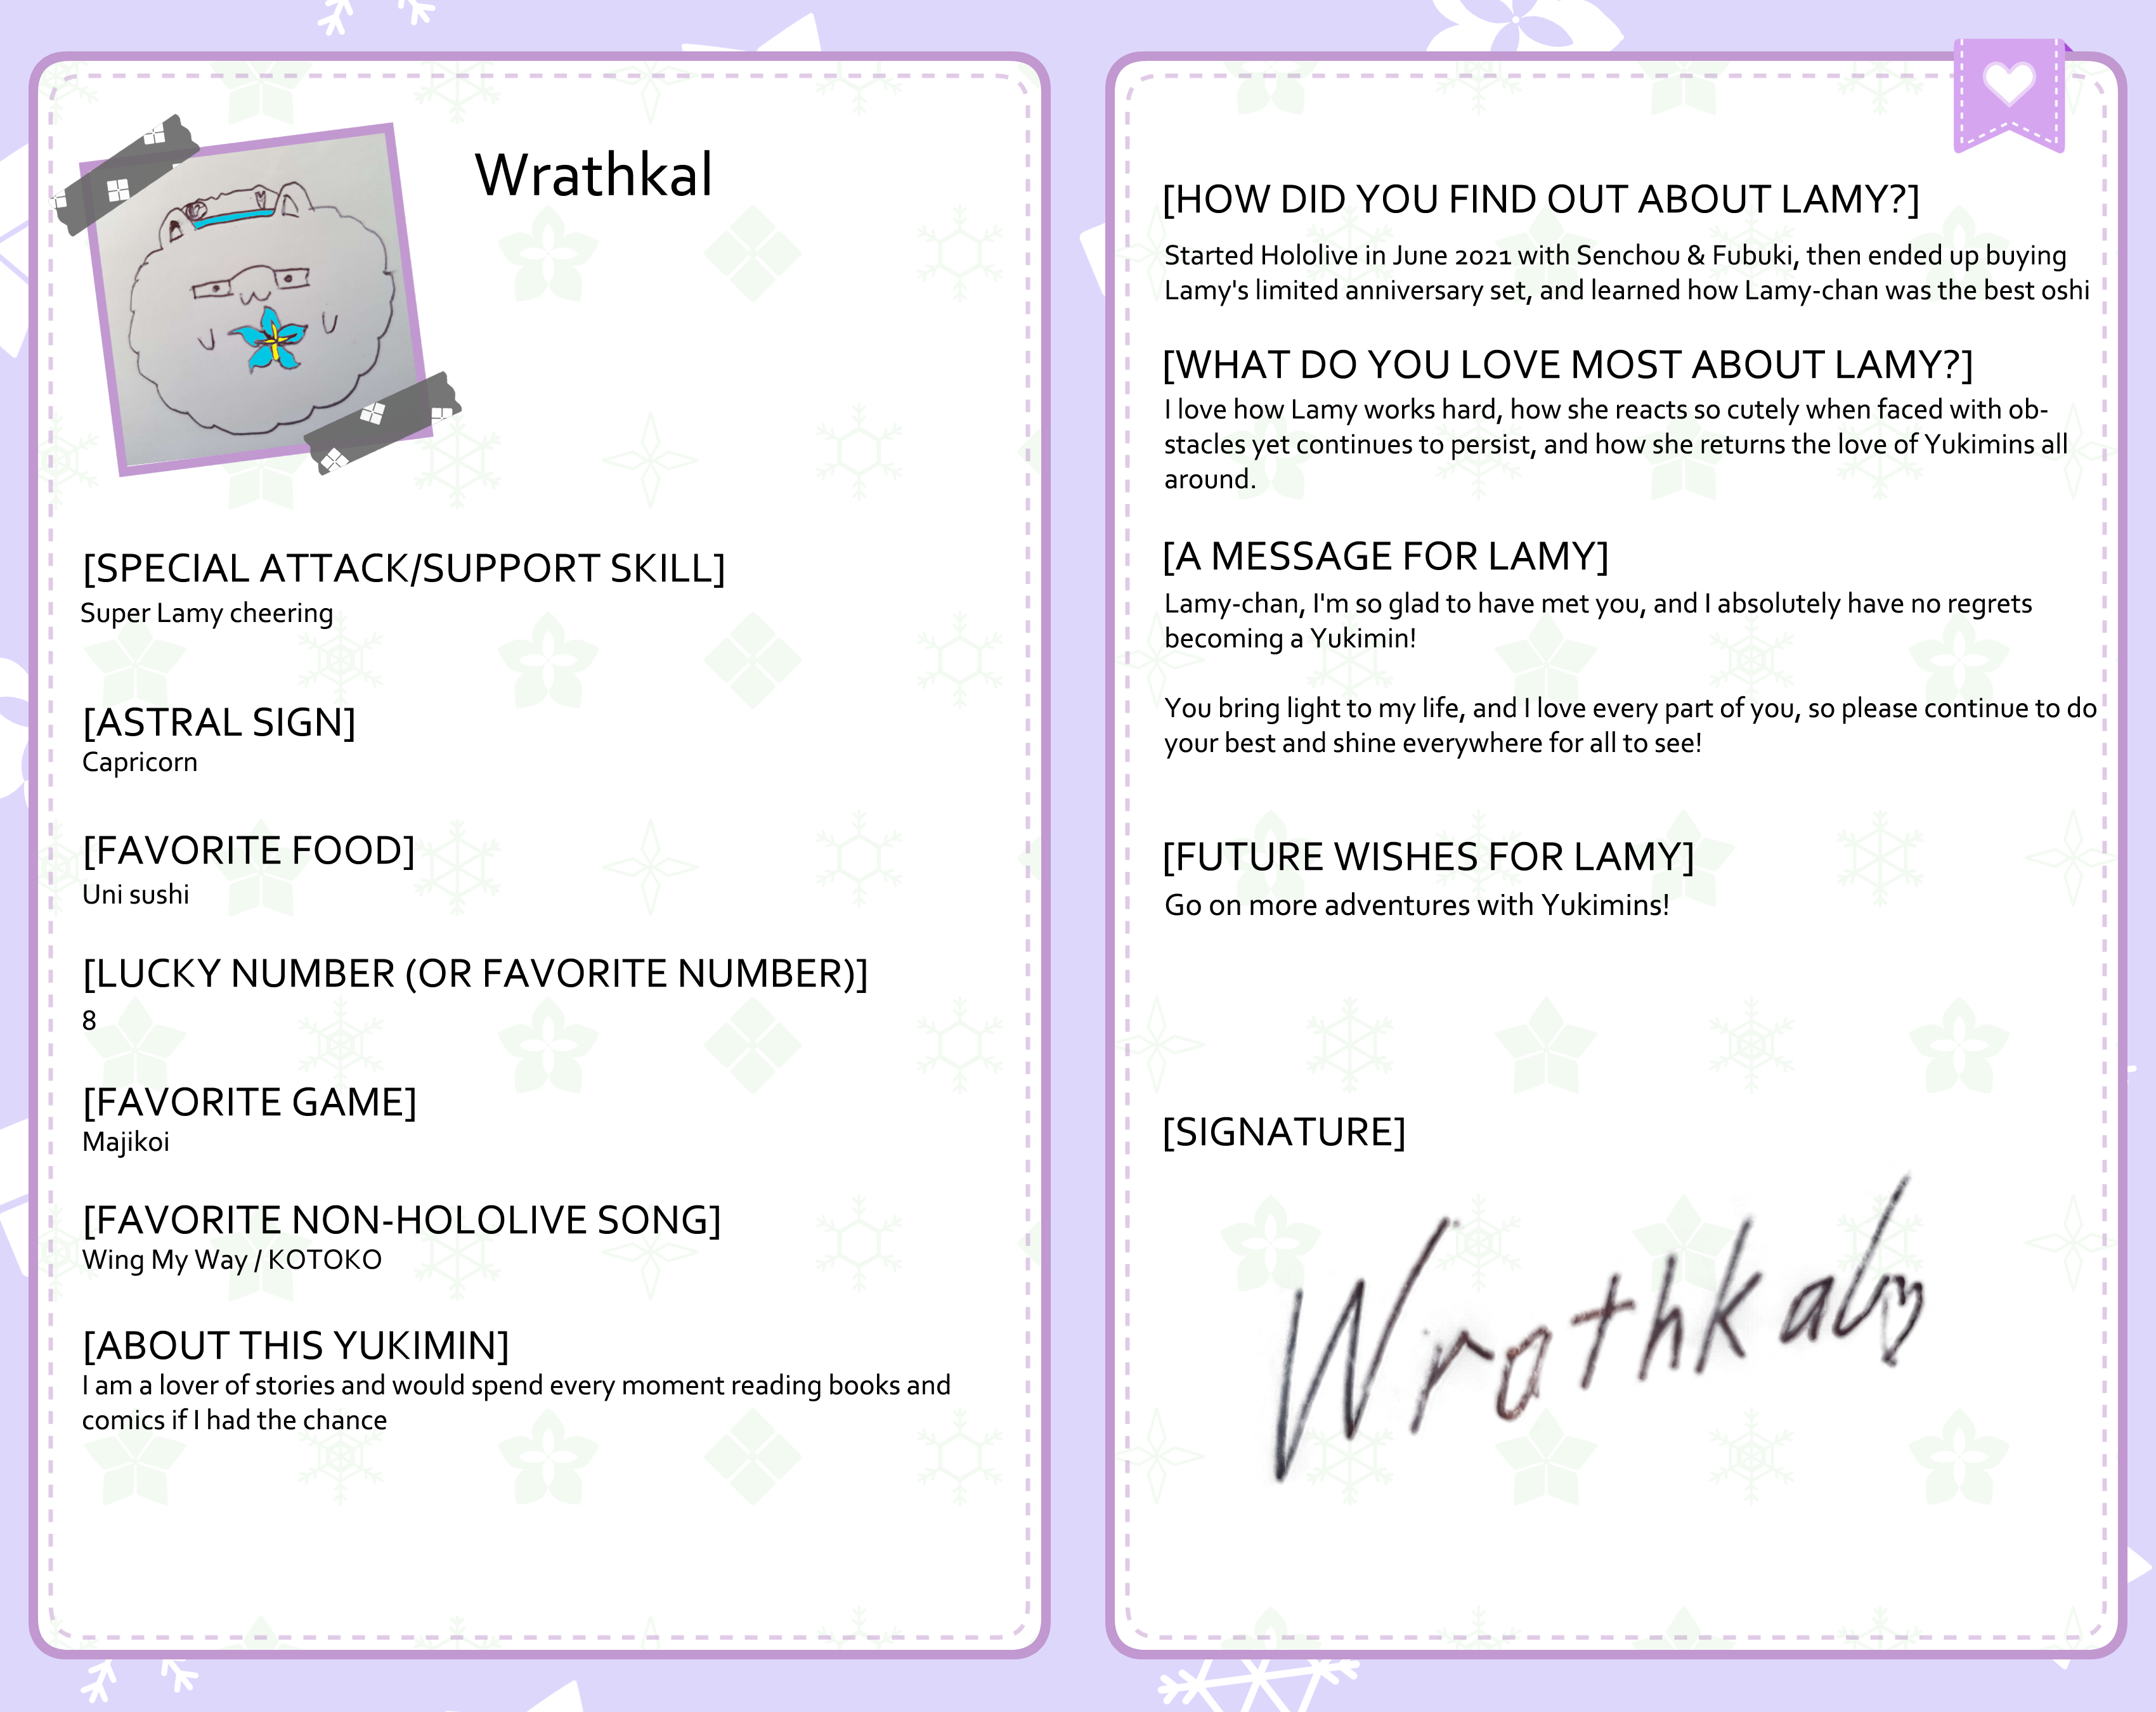 Wrathkal
[SPECIAL ATTACK/SUPPORT SKILL]
Super Lamy cheering
[ASTRAL SIGN]
Capricorn
[FAVORITE FOOD]
Uni sushi
[LUCKY NUMBER (OR FAVORITE NUMBER)]
8
[FAVORITE GAME]
Majikoi
[FAVORITE NON-HOLOLIVE SONG]
Wing My Way / KOTOKO
[ABOUT THIS YUKIMIN]
I am a lover of stories and would spend every moment reading books and
comics if I had the chance
[HOW DID YOU FIND OUT ABOUT LAMY?]
Started Hololive in June 2021 with Senchou & Fubuki, then ended up buying
Lamy's limited anniversary set, and learned how Lamy-chan was the best oshi
[WHAT DO YOU LOVE MOST ABOUT LAMY?]
I love how Lamy works hard, how she reacts so cutely when faced with ob-
stacles yet continues to persist, and how she returns the love of Yukimins all
around.
[A MESSAGE FOR LAMY]
Lamy-chan, I'm so glad to have met you, and I absolutely have no regrets
becoming a Yukimin!
You bring light to my life, and I love every part of you, so please continue to do
your best and shine everywhere for all to see!
[FUTURE WISHES FOR LAMY]
Go on more adventures with Yukimins!
[SIGNATURE]
Wrathkal